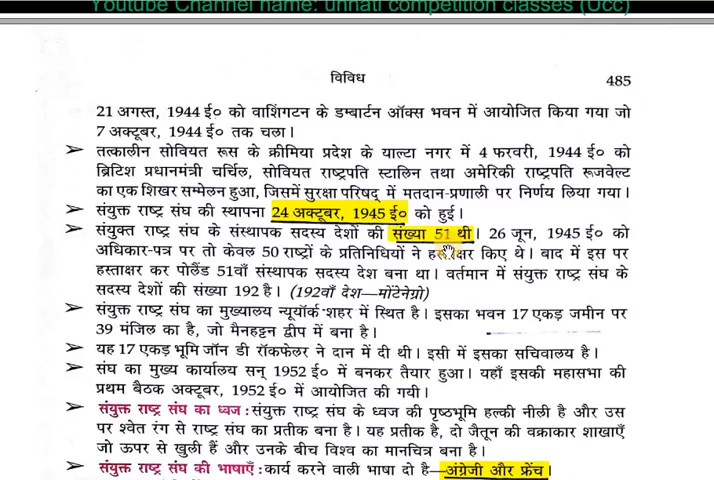 Youtube Channel name: unnati competition classes (Ucc)
विविध
485
21 अगस्त, 1944 ई० को वाशिंगटन के डम्बार्टन ऑक्स भवन में आयोजित किया गया जो
7 अक्टूबर, 1944 ई० तक चला।
➢ तत्कालीन सोवियत रूस के क्रीमिया प्रदेश के याल्टा नगर में 4 फरवरी, 1944 ई० को
ब्रिटिश प्रधानमंत्री चर्चिल, सोवियत राष्ट्रपति स्टालिन तथा अमेरिकी राष्ट्रपति रूजवेल्ट
का एक शिखर सम्मेलन हुआ, जिसमें सुरक्षा परिषद् में मतदान-प्रणाली पर निर्णय लिया गया।
➢ संयुक्त राष्ट्र संघ की स्थापना 24 अक्टूबर, 1945 ई० को हुई।
➢ संयुक्त राष्ट्र संघ के संस्थापक सदस्य देशों की संख्या 51 थी। 26 जून, 1945 ई० को
अधिकार-पत्र पर तो केवल 50 राष्ट्रों के प्रतिनिधियों ने हस्ताक्षर किए थे। बाद में इस पर
हस्ताक्षर कर पोलैंड 51वाँ संस्थापक सदस्य देश बना था। वर्तमान में संयुक्त राष्ट्र संघ के
सदस्य देशों की संख्या 192 है। (192वाँ देश—मोंटेनेग्रो)
➢ संयुक्त राष्ट्र संघ का मुख्यालय न्यूयॉर्क शहर में स्थित है। इसका भवन 17 एकड़ जमीन पर
39 मंजिल का है, जो मैनहट्टन द्वीप में बना है।
➢ यह 17 एकड़ भूमि जॉन डी रॉकफेलर ने दान में दी थी। इसी में इसका सचिवालय है।
➢ संघ का मुख्य कार्यालय सन् 1952 ई० में बनकर तैयार हुआ। यहाँ इसकी महासभा की
प्रथम बैठक अक्टूबर, 1952 ई० में आयोजित की गयी।
➢ संयुक्त राष्ट्र संघ का ध्वज : संयुक्त राष्ट्र संघ के ध्वज की पृष्ठभूमि हल्की नीली है और उस
पर श्वेत रंग से राष्ट्र संघ का प्रतीक बना है। यह प्रतीक है, दो जैतून की वक्राकार शाखाएँ
जो ऊपर से खुली हैं और उनके बीच विश्व का मानचित्र बना है।
➢ संयुक्त राष्ट्र संघ की भाषाएँ : कार्य करने वाली भाषा दो है—अंग्रेजी और फ्रेंच।